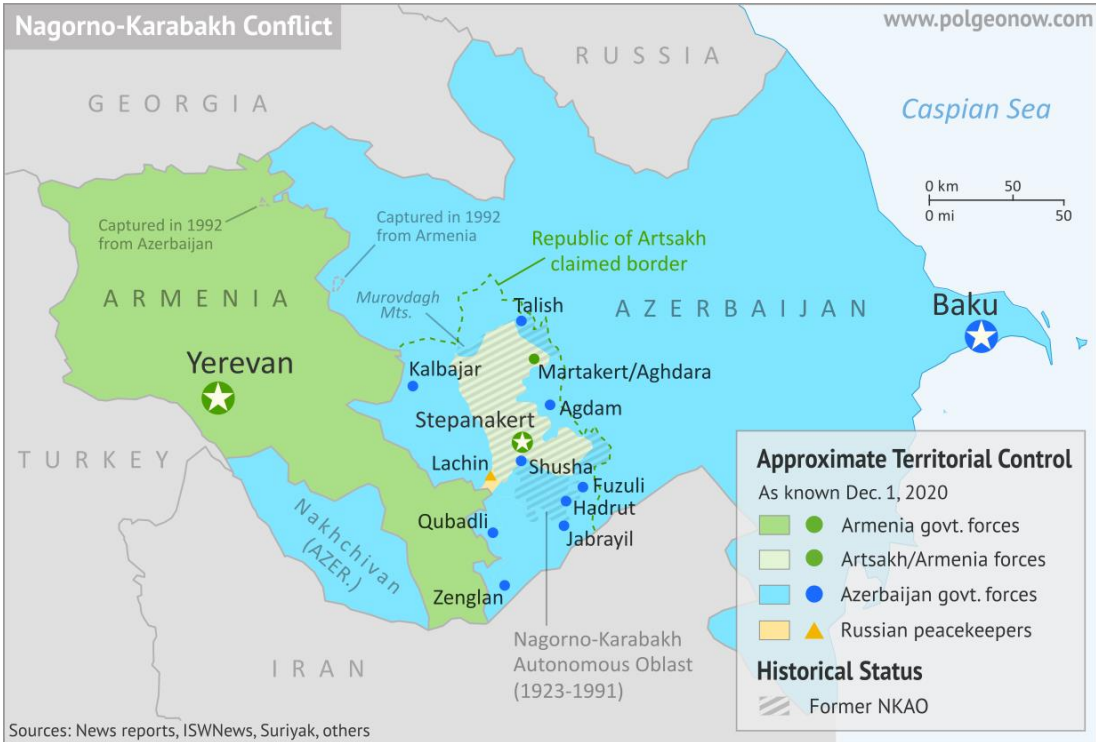 Nagorno-Karabakh Conflict
www.polgeonow.com
RUSSIA
GEORGIA
Caspian Sea
0 km 50
0 mi 50
Captured in 1992
from Azerbaijan
Captured in 1992
from Armenia
Republic of Artsakh
claimed border
ARMENIA
Murovdagh
Mts.
Talish
AZERBAIJAN
Baku
Yerevan
Kalbajar
Martakert/Aghdara
Agdam
Stepanakert
TURKEY
Lachin
Shusha
Fuzuli
Hadrut
Qubadli
Jabrayil
Nakhchivan
(AZER.)
Zenglan
Nagorno-Karabakh
Autonomous Oblast
(1923-1991)
IRAN
Approximate Territorial Control
As known Dec. 1, 2020
Armenia govt. forces
Artsakh/Armenia forces
Azerbaijan govt. forces
Russian peacekeepers
Historical Status
Former NKAO
Sources: News reports, ISWNews, Suriyak, others